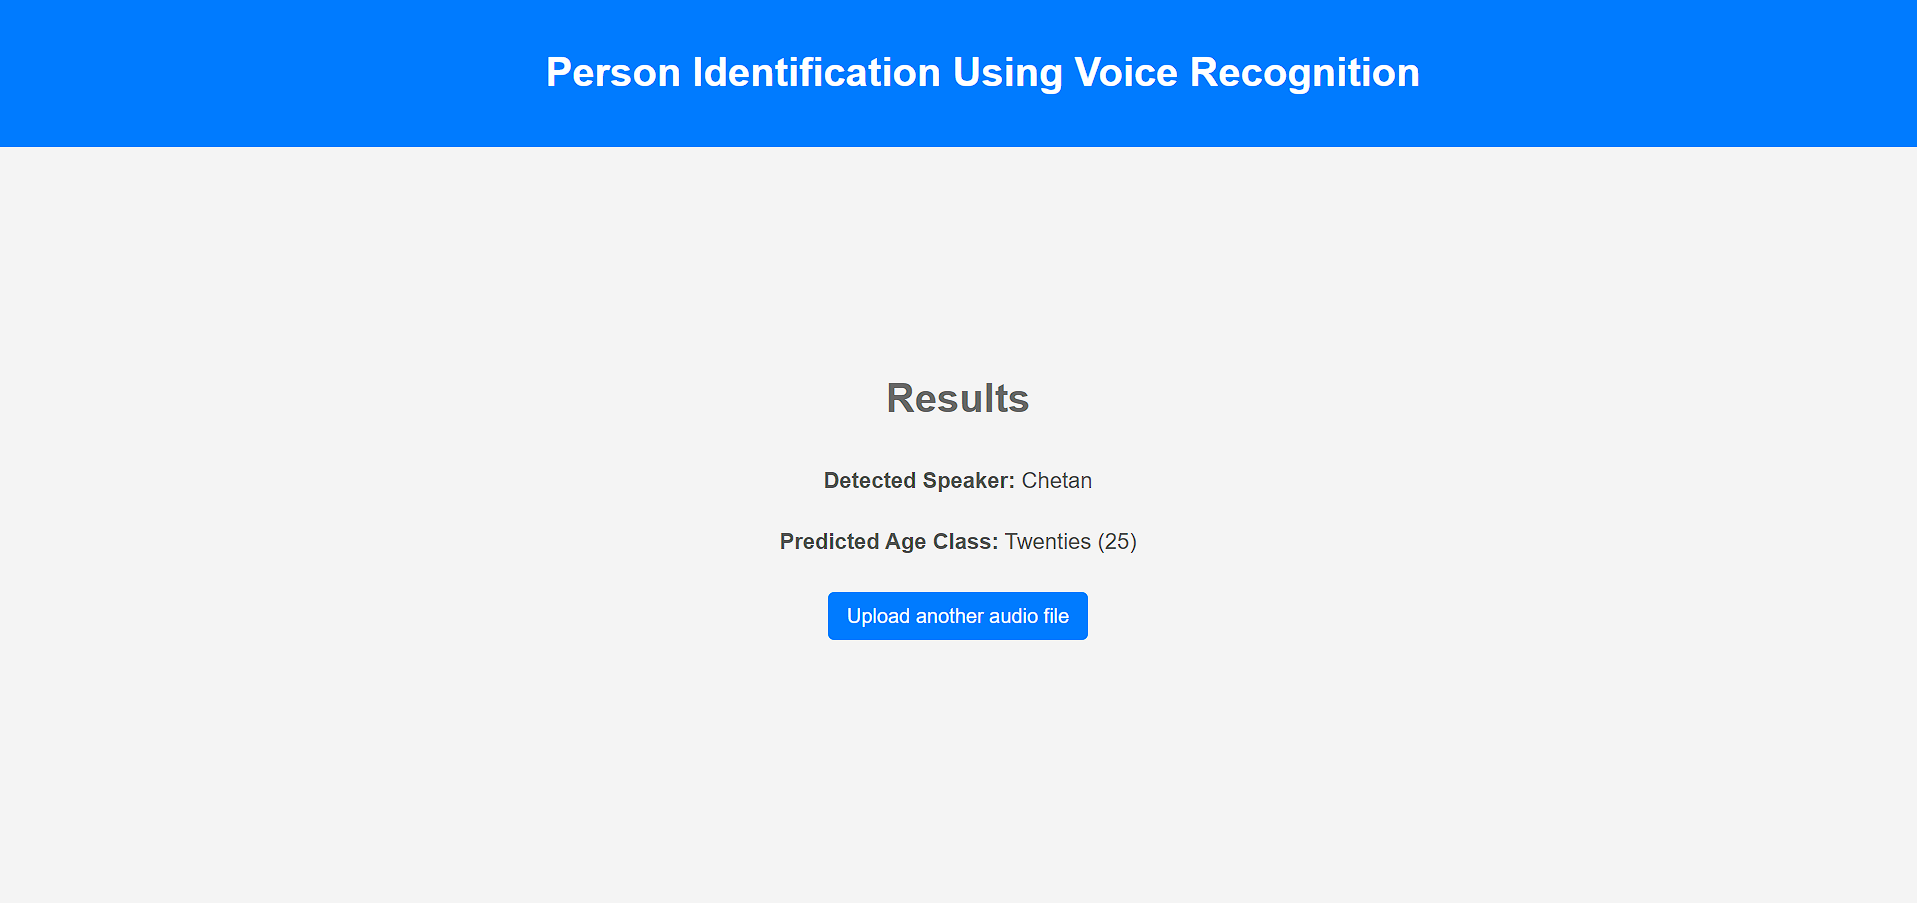 Person Identification Using Voice Recognition
Results
Detected Speaker: Chetan
Predicted Age Class: Twenties (25)
Upload another audio file